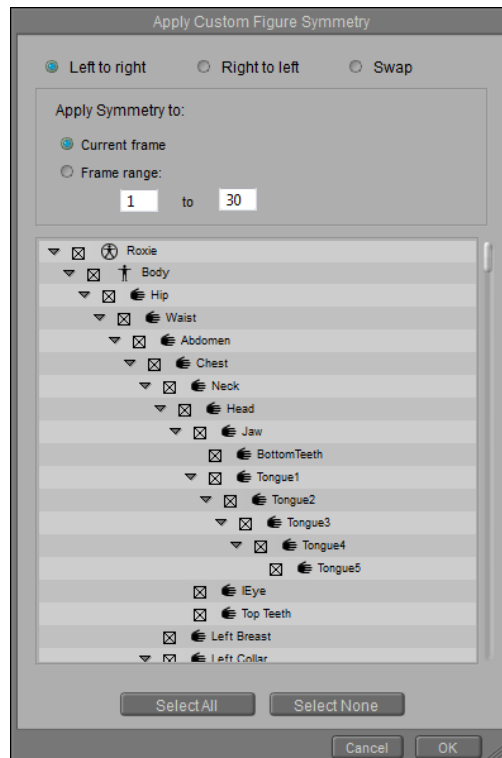 Apply Custom Figure Symmetry
Left to right Right to left Swap
Apply Symmetry to:
Current frame
Frame range:
1 to 30
Roxie
Body
Hip
Waist
Abdomen
Chest
Neck
Head
Jaw
BottomTeeth
Tongue1
Tongue2
Tongue3
Tongue4
Tongue5
lEye
Top Teeth
Left Breast
Left Collar
Select All Select None
Cancel OK